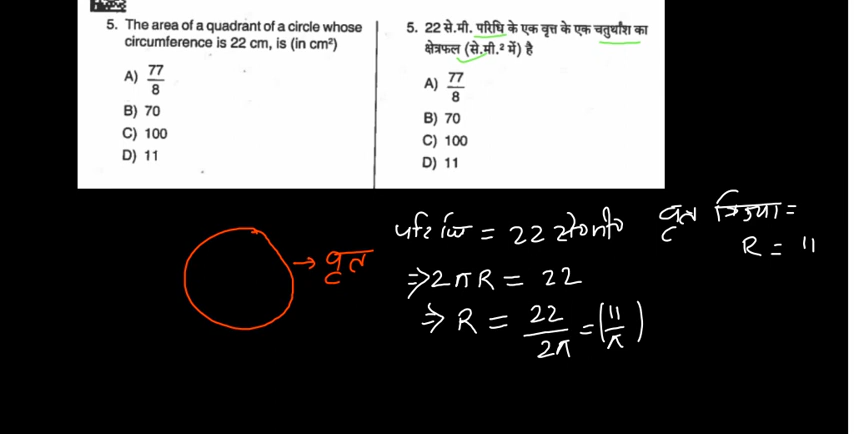 5. The area of a quadrant of a circle whose
circumference is 22 cm, is (in cm²)
A) 77/8
B) 70
C) 100
D) 11
5. 22 से.मी. परिधि के एक वृत्त के एक चतुर्थांश का
क्षेत्रफल (से.मी.² में) है
A) 77/8
B) 70
C) 100
D) 11
→ वृत
परिधि = 22 से०मी०
⇒ 2πR = 22
⇒ R = 22/2π = (11/π)
वृत त्रिज्या =
R = 11